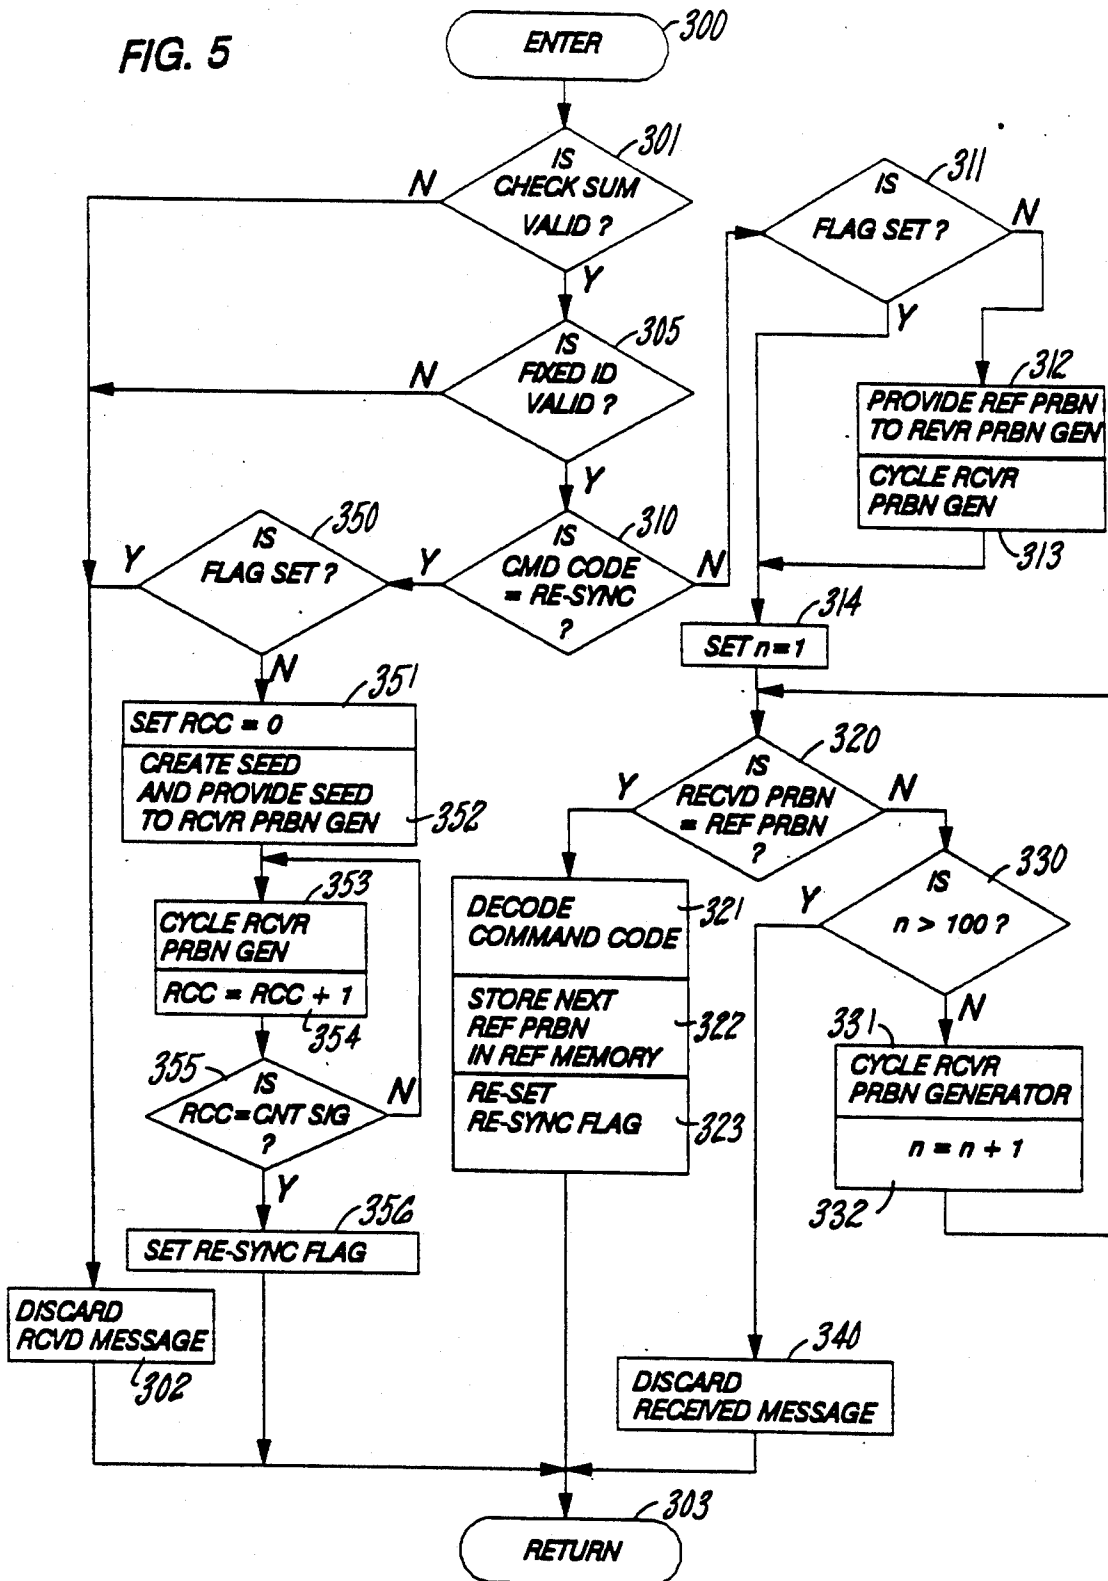 FIG. 5
ENTER
300
IS
CHECK SUM
VALID ?
301
N
Y
IS
FIXED ID
VALID ?
305
N
Y
IS
CMD CODE
= RE-SYNC
?
310
Y
N
IS
FLAG SET ?
311
N
Y
312
PROVIDE REF PRBN
TO REVR PRBN GEN
CYCLE RCVR
PRBN GEN
313
314
SET n = 1
IS
FLAG SET ?
350
Y
N
351
SET RCC = 0
CREATE SEED
AND PROVIDE SEED
TO RCVR PRBN GEN
352
353
CYCLE RCVR
PRBN GEN
RCC = RCC + 1
354
355
IS
RCC = CNT SIG
?
N
Y
356
SET RE-SYNC FLAG
DISCARD
RCVD MESSAGE
302
IS
RECVD PRBN
= REF PRBN
?
320
Y
N
DECODE
COMMAND CODE
321
STORE NEXT
REF PRBN
IN REF MEMORY
322
RE-SET
RE-SYNC FLAG
323
IS
n > 100 ?
330
Y
N
331
CYCLE RCVR
PRBN GENERATOR
n = n + 1
332
340
DISCARD
RECEIVED MESSAGE
303
RETURN